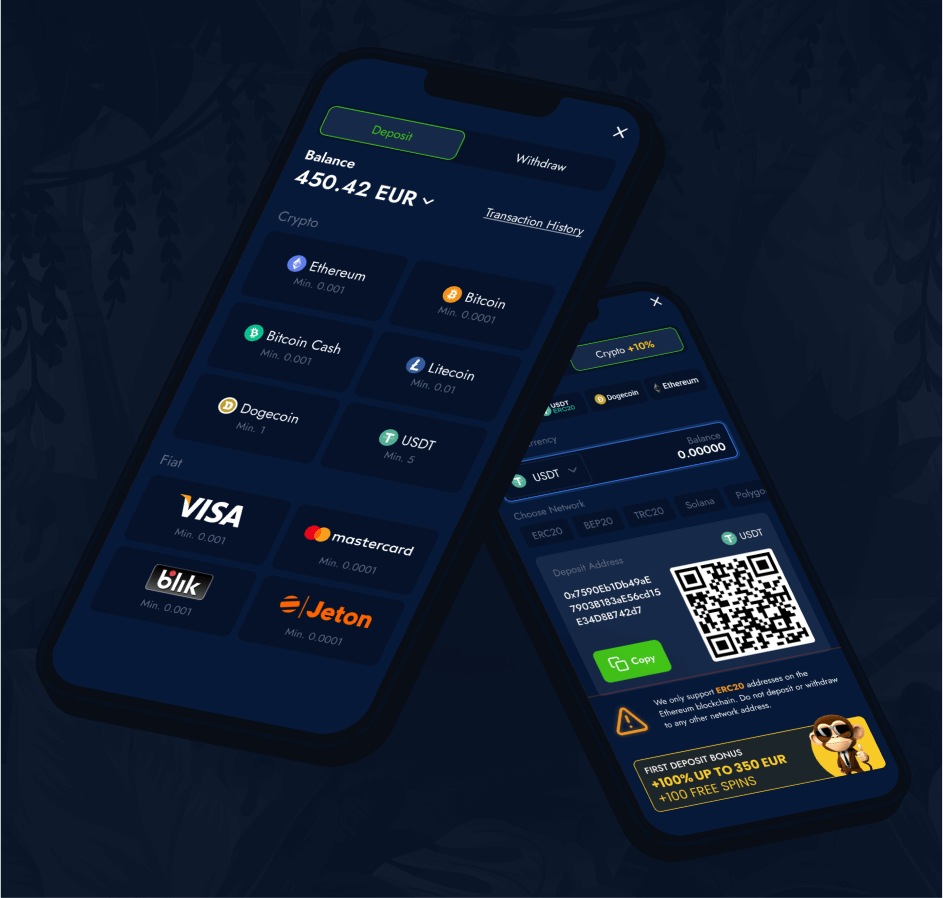 Deposit
Withdraw
Balance
450.42 EUR
Transaction History
Crypto
Ethereum
Min. 0.001
Bitcoin
Min. 0.0001
Bitcoin Cash
Min. 0.001
Litecoin
Min. 0.01
Dogecoin
Min. 1
USDT
Min. 5
Fiat
VISA
Min. 0.001
mastercard
Min. 0.0001
blik
Min. 0.001
Jeton
Min. 0.0001
Crypto +10%
USDT
ERC20
Dogecoin
Ethereum
Balance
USDT
0.00000
Choose Network
ERC20
BEP20
TRC20
Solana
Polygo
Deposit Address
USDT
0x7590Eb1Db49aE
7903B183aE56cd15
E34D8B742d7
Copy
We only support ERC20 addresses on the
Ethereum blockchain. Do not deposit or withdraw
to any other network address.
FIRST DEPOSIT BONUS
+100% UP TO 350 EUR
+100 FREE SPINS